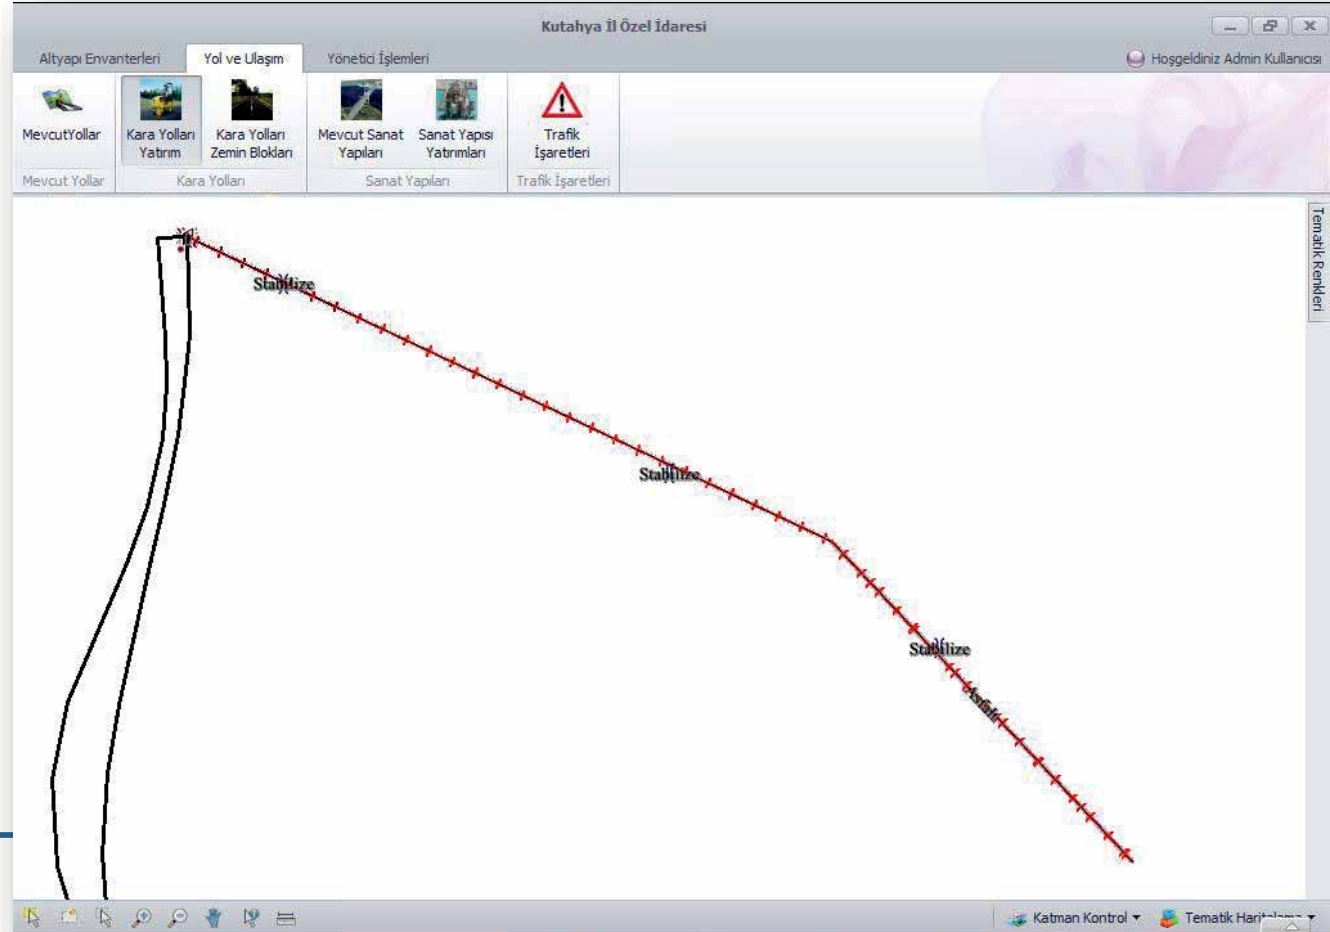 Kutahya İl Özel İdaresi
Altyapı Envanterleri
Yol ve Ulaşım
Yönetici İşlemleri
Hoşgeldiniz Admin Kullanıcısı
MevcutYollar
Kara Yolları
Yatırım
Kara Yolları
Zemin Blokları
Mevcut Sanat
Yapıları
Sanat Yapısı
Yatırımları
Trafik
İşaretleri
Mevcut Yollar
Kara Yolları
Sanat Yapıları
Trafik İşaretleri
Tematik Renkleri
Stabilize
Stabilize
Stabilize
Asfalt
Katman Kontrol
Tematik Haritalama